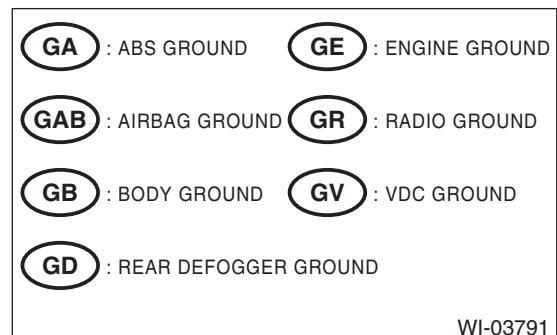 GA : ABS GROUND GE : ENGINE GROUND
GAB : AIRBAG GROUND GR : RADIO GROUND
GB : BODY GROUND GV : VDC GROUND
GD : REAR DEFOGGER GROUND
WI-03791